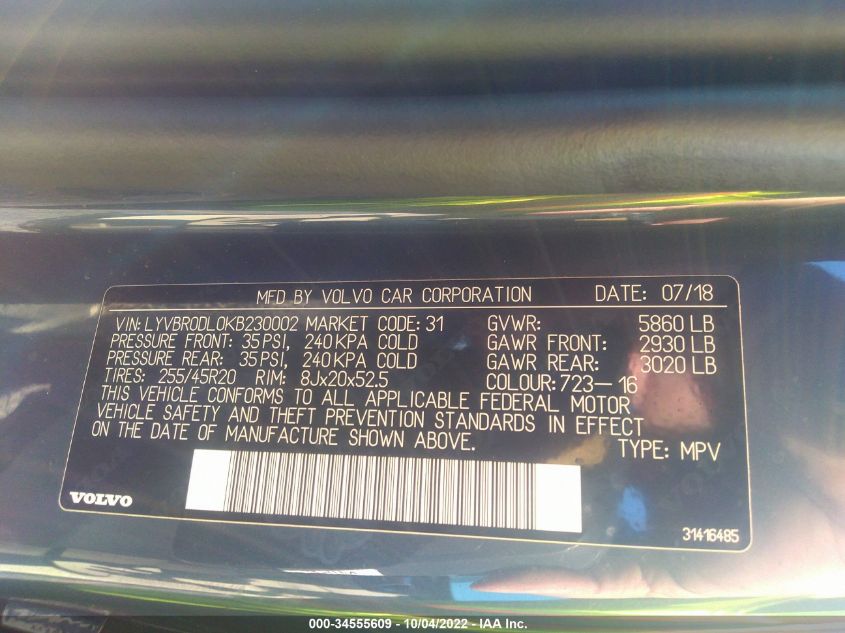 MFD BY VOLVO CAR CORPORATION DATE: 07/18
VIN: LYVBR0DL0KB230002 MARKET CODE: 31 GVWR: 5860 LB
PRESSURE FRONT: 35 PSI, 240 KPA COLD GAWR FRONT: 2930 LB
PRESSURE REAR: 35 PSI, 240 KPA COLD GAWR REAR: 3020 LB
TIRES: 255/45R20 RIM: 8Jx20x52.5 COLOUR: 723-16
THIS VEHICLE CONFORMS TO ALL APPLICABLE FEDERAL MOTOR
VEHICLE SAFETY AND THEFT PREVENTION STANDARDS IN EFFECT
ON THE DATE OF MANUFACTURE SHOWN ABOVE. TYPE: MPV
VOLVO
31416485
000-34555609 - 10/04/2022 - IAA Inc.